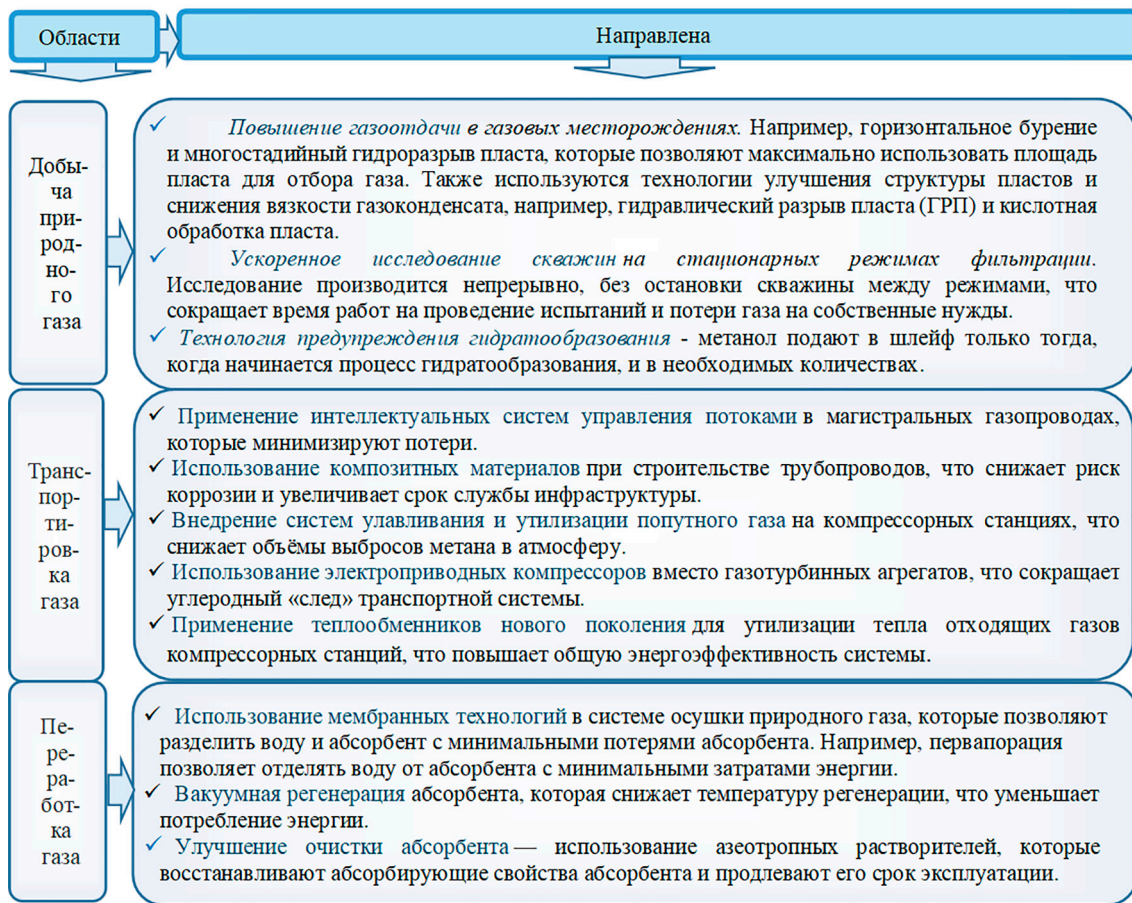 Области
Направлена
Добы-
ча
при-
род-
но-
го
газа
Повышение газоотдачи в газовых месторождениях. Например, горизонтальное бурение
и многостадийный гидроразрыв пласта, которые позволяют максимально использовать площадь
пласта для отбора газа. Также используются технологии улучшения структуры пластов и
снижения вязкости газоконденсата, например, гидравлический разрыв пласта (ГРП) и кислотная
обработка пласта.
Ускоренное исследование скважин на стационарных режимах фильтрации.
Исследование производится непрерывно, без остановки скважины между режимами, что
сокращает время работ на проведение испытаний и потери газа на собственные нужды.
Технология предупреждения гидратообразования - метанол подают в шлейф только тогда,
когда начинается процесс гидратообразования, и в необходимых количествах.
Транс-
пор-
ти-
ров-
ка
газа
Применение интеллектуальных систем управления потоками в магистральных газопроводах,
которые минимизируют потери.
Использование композитных материалов при строительстве трубопроводов, что снижает риск
коррозии и увеличивает срок службы инфраструктуры.
Внедрение систем улавливания и утилизации попутного газа на компрессорных станциях, что
снижает объёмы выбросов метана в атмосферу.
Использование электроприводных компрессоров вместо газотурбинных агрегатов, что сокращает
углеродный «след» транспортной системы.
Применение теплообменников нового поколения для утилизации тепла отходящих газов
компрессорных станций, что повышает общую энергоэффективность системы.
Пе-
ре-
ра-
бот-
ка
газа
Использование мембранных технологий в системе осушки природного газа, которые позволяют
разделить воду и абсорбент с минимальными потерями абсорбента. Например, первапорация
позволяет отделять воду от абсорбента с минимальными затратами энергии.
Вакуумная регенерация абсорбента, которая снижает температуру регенерации, что уменьшает
потребление энергии.
Улучшение очистки абсорбента — использование азеотропных растворителей, которые
восстанавливают абсорбирующие свойства абсорбента и продлевают его срок эксплуатации.